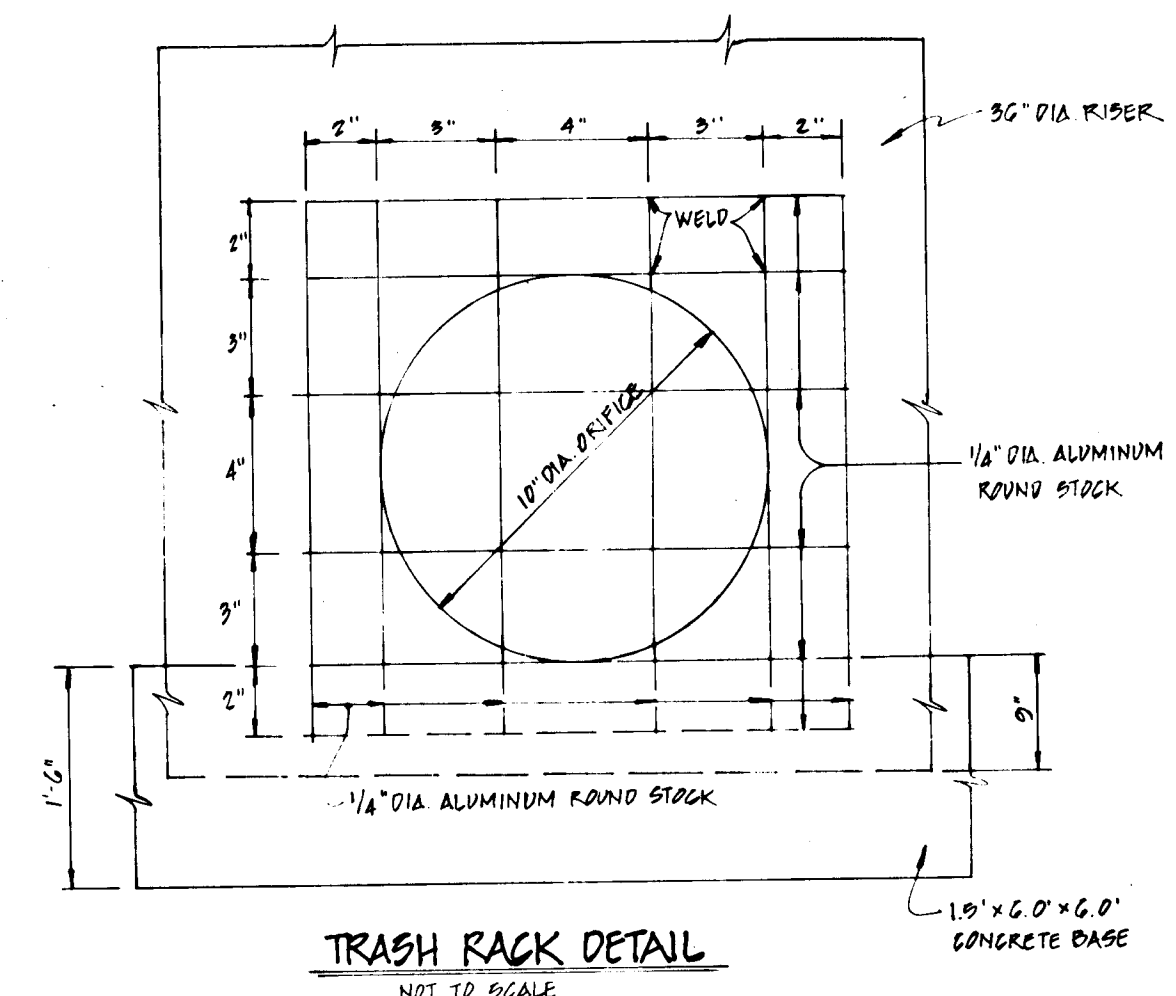 2" 3" 4" 3" 2"
36" DIA. RISER
WELD
2"
3"
4"
3"
2"
10" DIA. ORIFICE
1/4" DIA. ALUMINUM
ROUND STOCK
9"
1'-6"
1/4" DIA. ALUMINUM ROUND STOCK
1.5' x 6.0' x 6.0'
CONCRETE BASE
TRASH RACK DETAIL
NOT TO SCALE